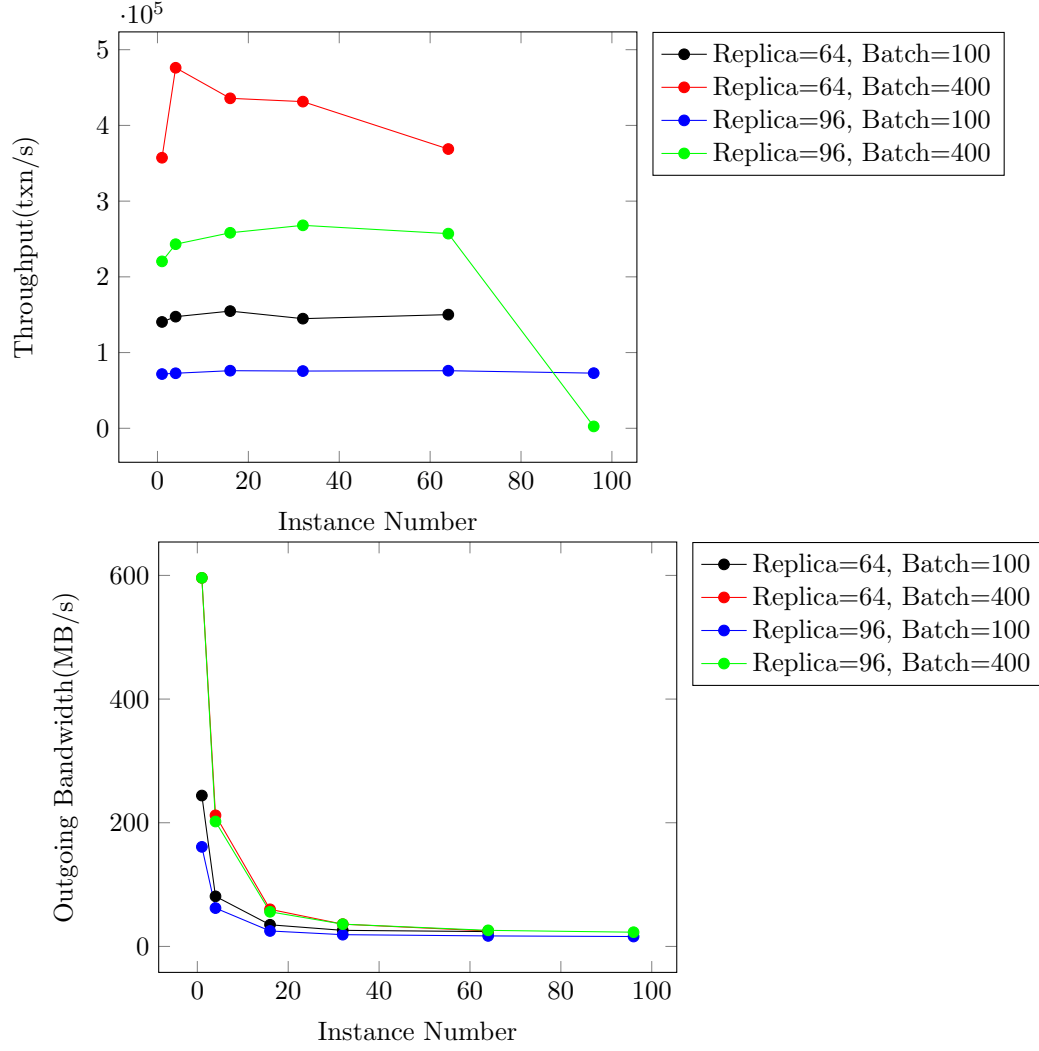 ·10⁵
5
4
3
2
1
0
Throughput(txn/s)
0 20 40 60 80 100
Instance Number
Replica=64, Batch=100
Replica=64, Batch=400
Replica=96, Batch=100
Replica=96, Batch=400
600
400
200
0
Outgoing Bandwidth(MB/s)
0 20 40 60 80 100
Instance Number
Replica=64, Batch=100
Replica=64, Batch=400
Replica=96, Batch=100
Replica=96, Batch=400